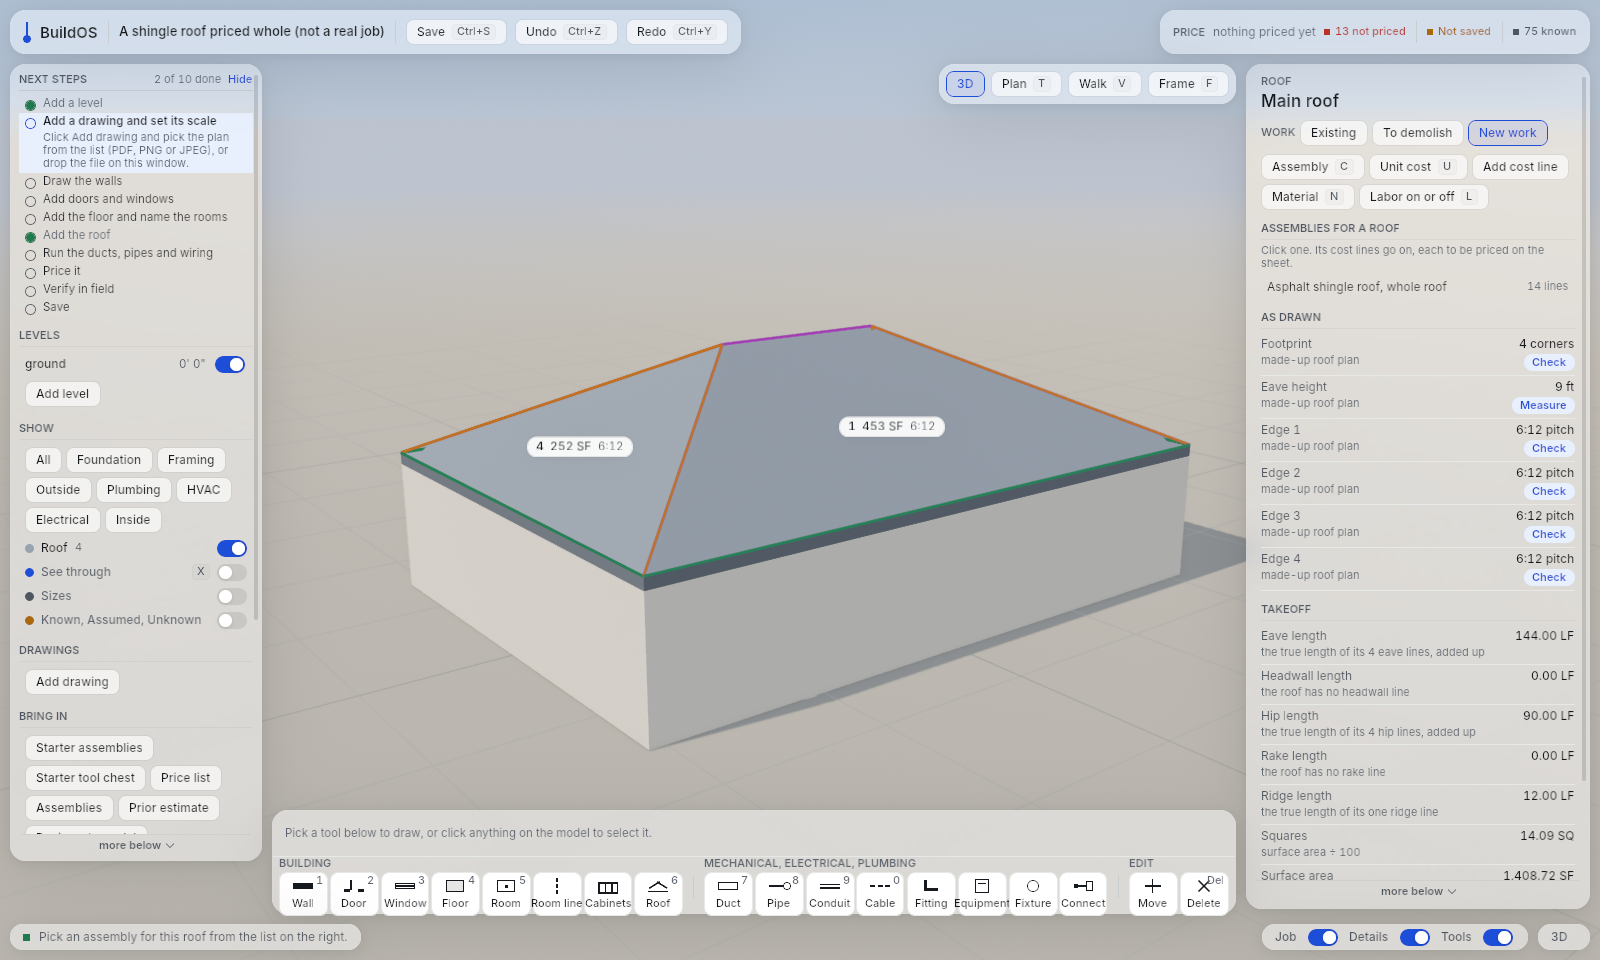 BuildOS
A shingle roof priced whole (not a real job)
Save Ctrl+S
Undo Ctrl+Z
Redo Ctrl+Y
PRICE nothing priced yet
13 not priced
Not saved
75 known
NEXT STEPS
2 of 10 done Hide
Add a level
Add a drawing and set its scale
Click Add drawing and pick the plan
from the list (PDF, PNG or JPEG), or
drop the file on this window.
Draw the walls
Add doors and windows
Add the floor and name the rooms
Add the roof
Run the ducts, pipes and wiring
Price it
Verify in field
Save
LEVELS
ground 0' 0"
Add level
SHOW
All Foundation Framing
Outside Plumbing HVAC
Electrical Inside
Roof 4
See through X
Sizes
Known, Assumed, Unknown
DRAWINGS
Add drawing
BRING IN
Starter assemblies
Starter tool chest Price list
Assemblies Prior estimate
more below
3D Plan T Walk V Frame F
4 252 SF 6:12
1 453 SF 6:12
Pick a tool below to draw, or click anything on the model to select it.
BUILDING
1 2 3 4 5 6
Wall Door Window Floor Room Room line Cabinets Roof
MECHANICAL, ELECTRICAL, PLUMBING
7 8 9 0
Duct Pipe Conduit Cable Fitting Equipment Fixture Connect
EDIT
Del
Move Delete
ROOF
Main roof
WORK Existing To demolish New work
Assembly C Unit cost U Add cost line
Material N Labor on or off L
ASSEMBLIES FOR A ROOF
Click one. Its cost lines go on, each to be priced on the
sheet.
Asphalt shingle roof, whole roof 14 lines
AS DRAWN
Footprint 4 corners
made-up roof plan Check
Eave height 9 ft
made-up roof plan Measure
Edge 1 6:12 pitch
made-up roof plan Check
Edge 2 6:12 pitch
made-up roof plan Check
Edge 3 6:12 pitch
made-up roof plan Check
Edge 4 6:12 pitch
made-up roof plan Check
TAKEOFF
Eave length 144.00 LF
the true length of its 4 eave lines, added up
Headwall length 0.00 LF
the roof has no headwall line
Hip length 90.00 LF
the true length of its 4 hip lines, added up
Rake length 0.00 LF
the roof has no rake line
Ridge length 12.00 LF
the true length of its one ridge line
Squares 14.09 SQ
surface area ÷ 100
Surface area 1,408.72 SF
more below
Pick an assembly for this roof from the list on the right.
Job Details Tools 3D